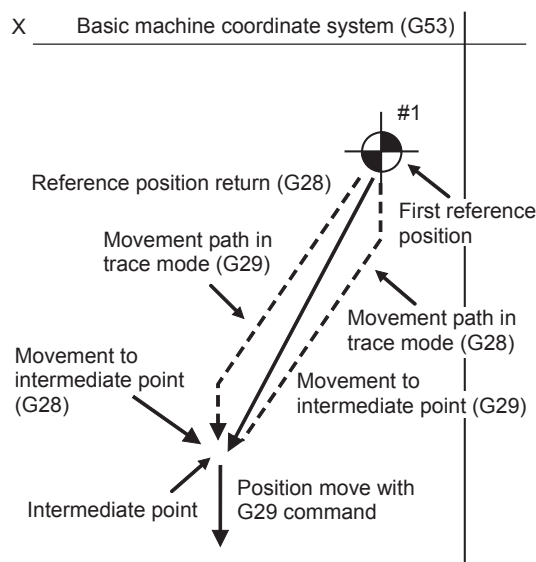 X
Basic machine coordinate system (G53)
#1
Reference position return (G28)
First reference
position
Movement path in
trace mode (G29)
Movement path in
trace mode (G28)
Movement to
intermediate point
(G28)
Movement to
intermediate point (G29)
Intermediate point
Position move with
G29 command